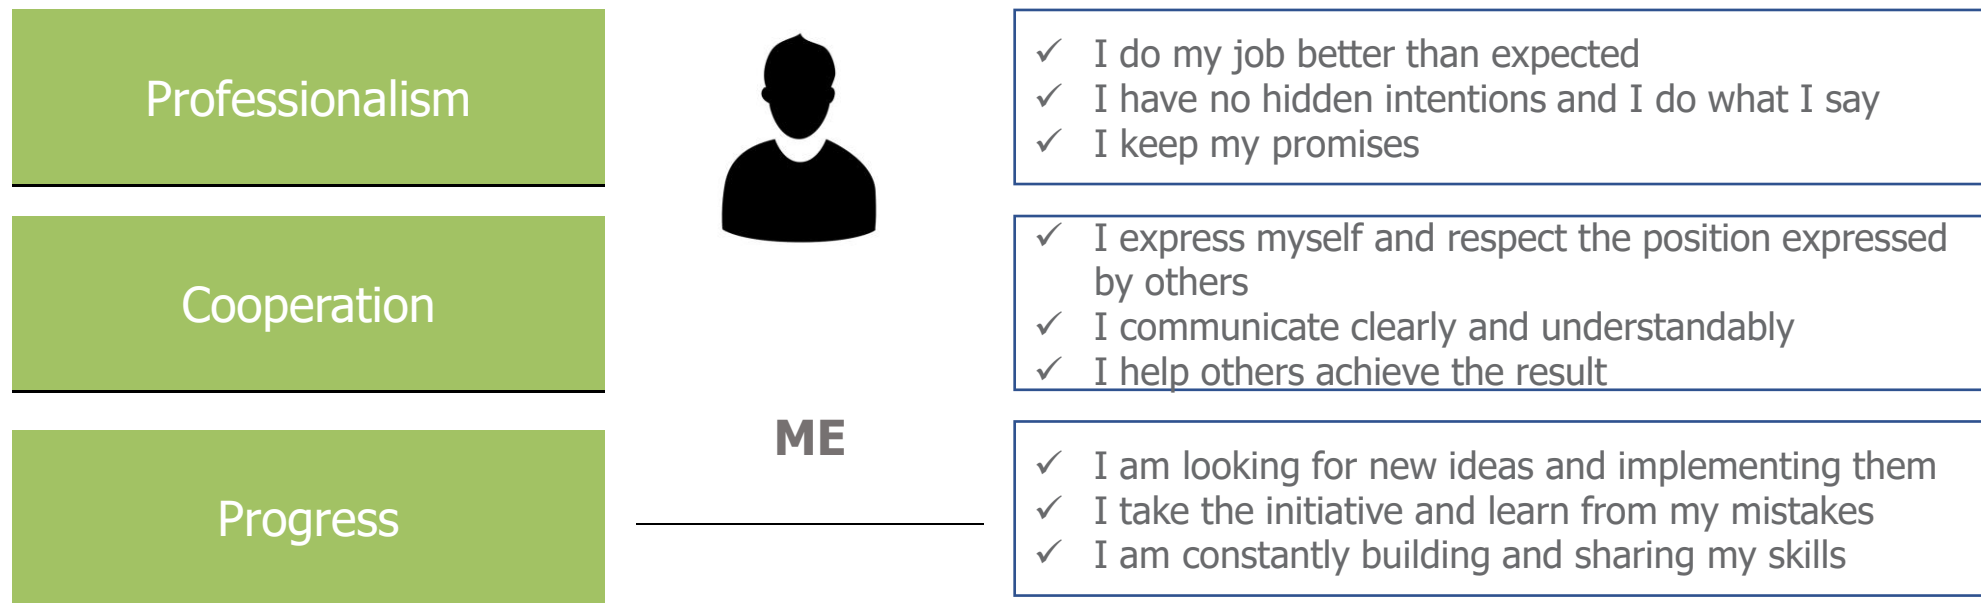 Professionalism
✓ I do my job better than expected
✓ I have no hidden intentions and I do what I say
✓ I keep my promises
Cooperation
✓ I express myself and respect the position expressed
by others
✓ I communicate clearly and understandably
✓ I help others achieve the result
ME
Progress
✓ I am looking for new ideas and implementing them
✓ I take the initiative and learn from my mistakes
✓ I am constantly building and sharing my skills